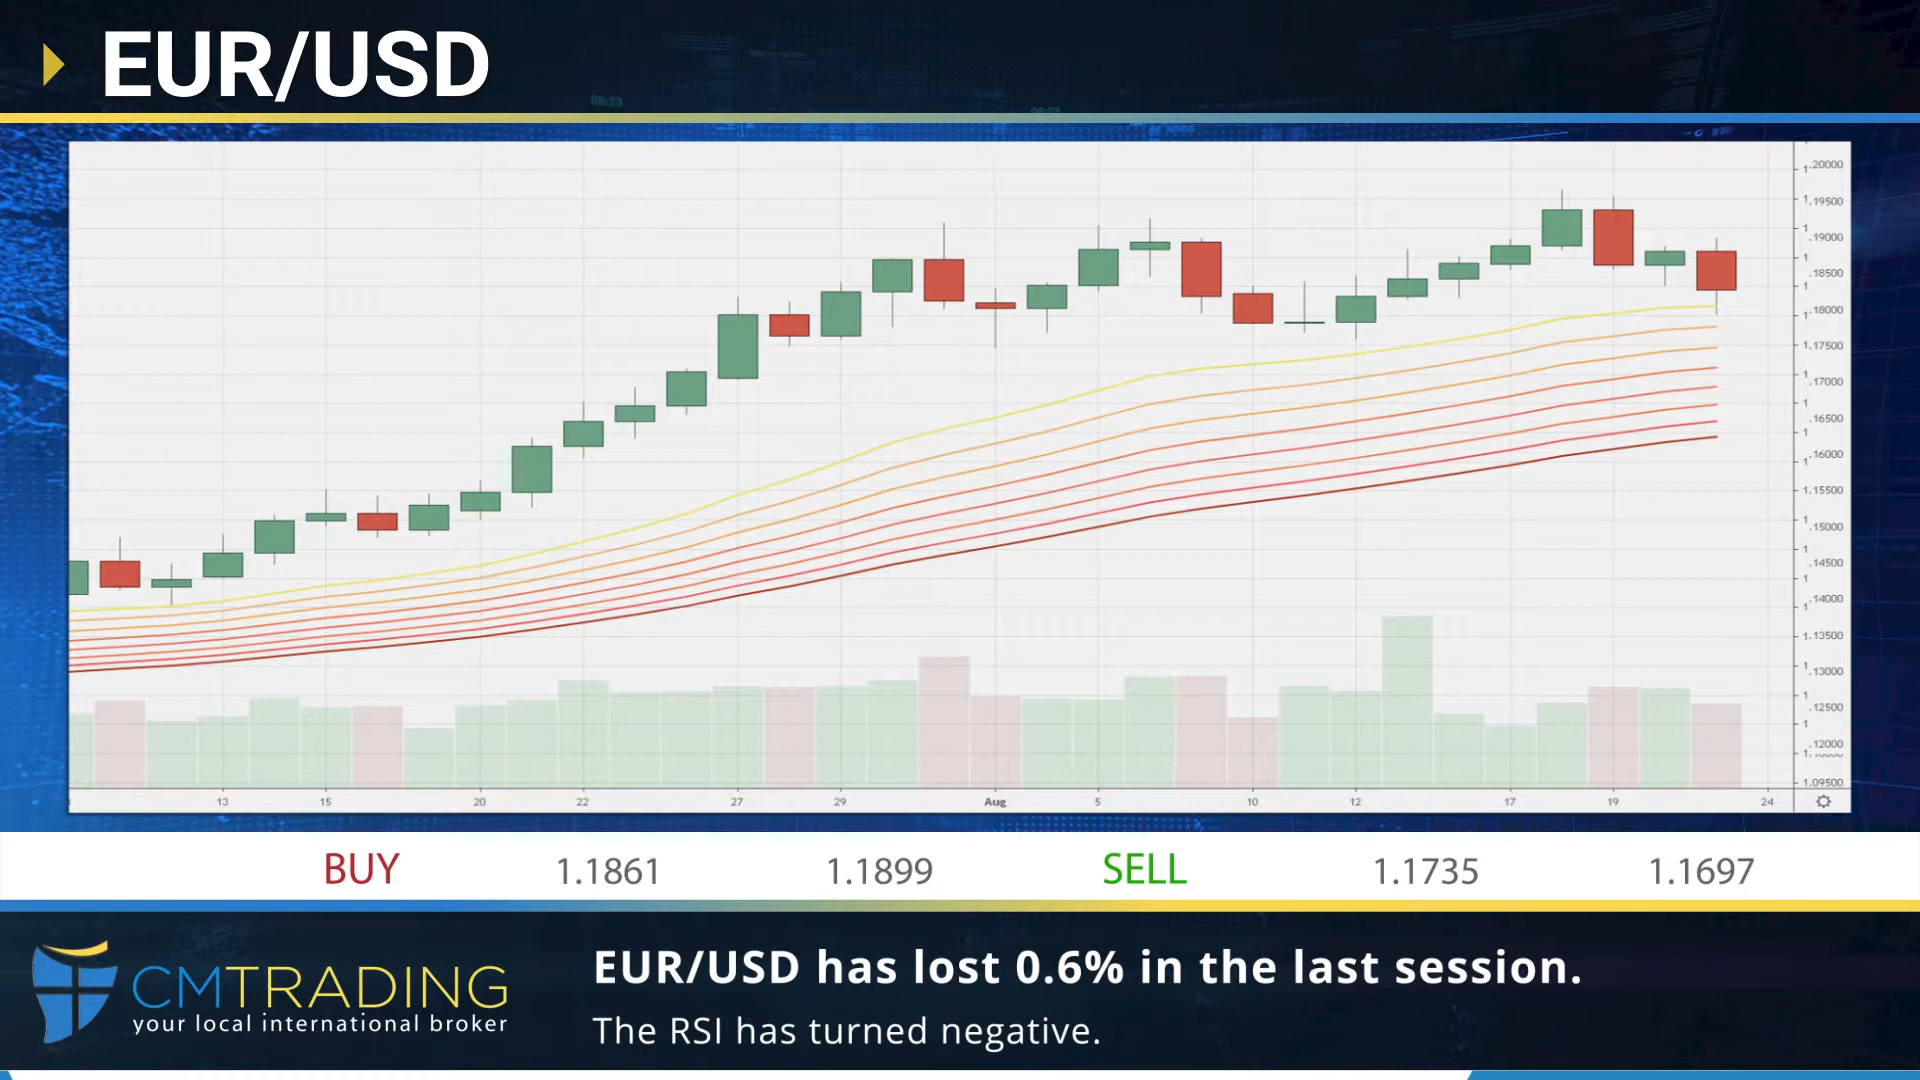 EUR/USD
06:23
06:23
1.20000
1.19500
1.19000
1.18500
1.18000
1.17500
1.17000
1.16500
1.16000
1.15500
1.15000
1.14500
1.14000
1.13500
1.13000
1.12500
1.12000
1.09500
13 15 20 22 27 29 Aug 5 10 12 17 19 24
BUY 1.1861 1.1899 SELL 1.1735 1.1697
CMTRADING
your local international broker
EUR/USD has lost 0.6% in the last session.
The RSI has turned negative.